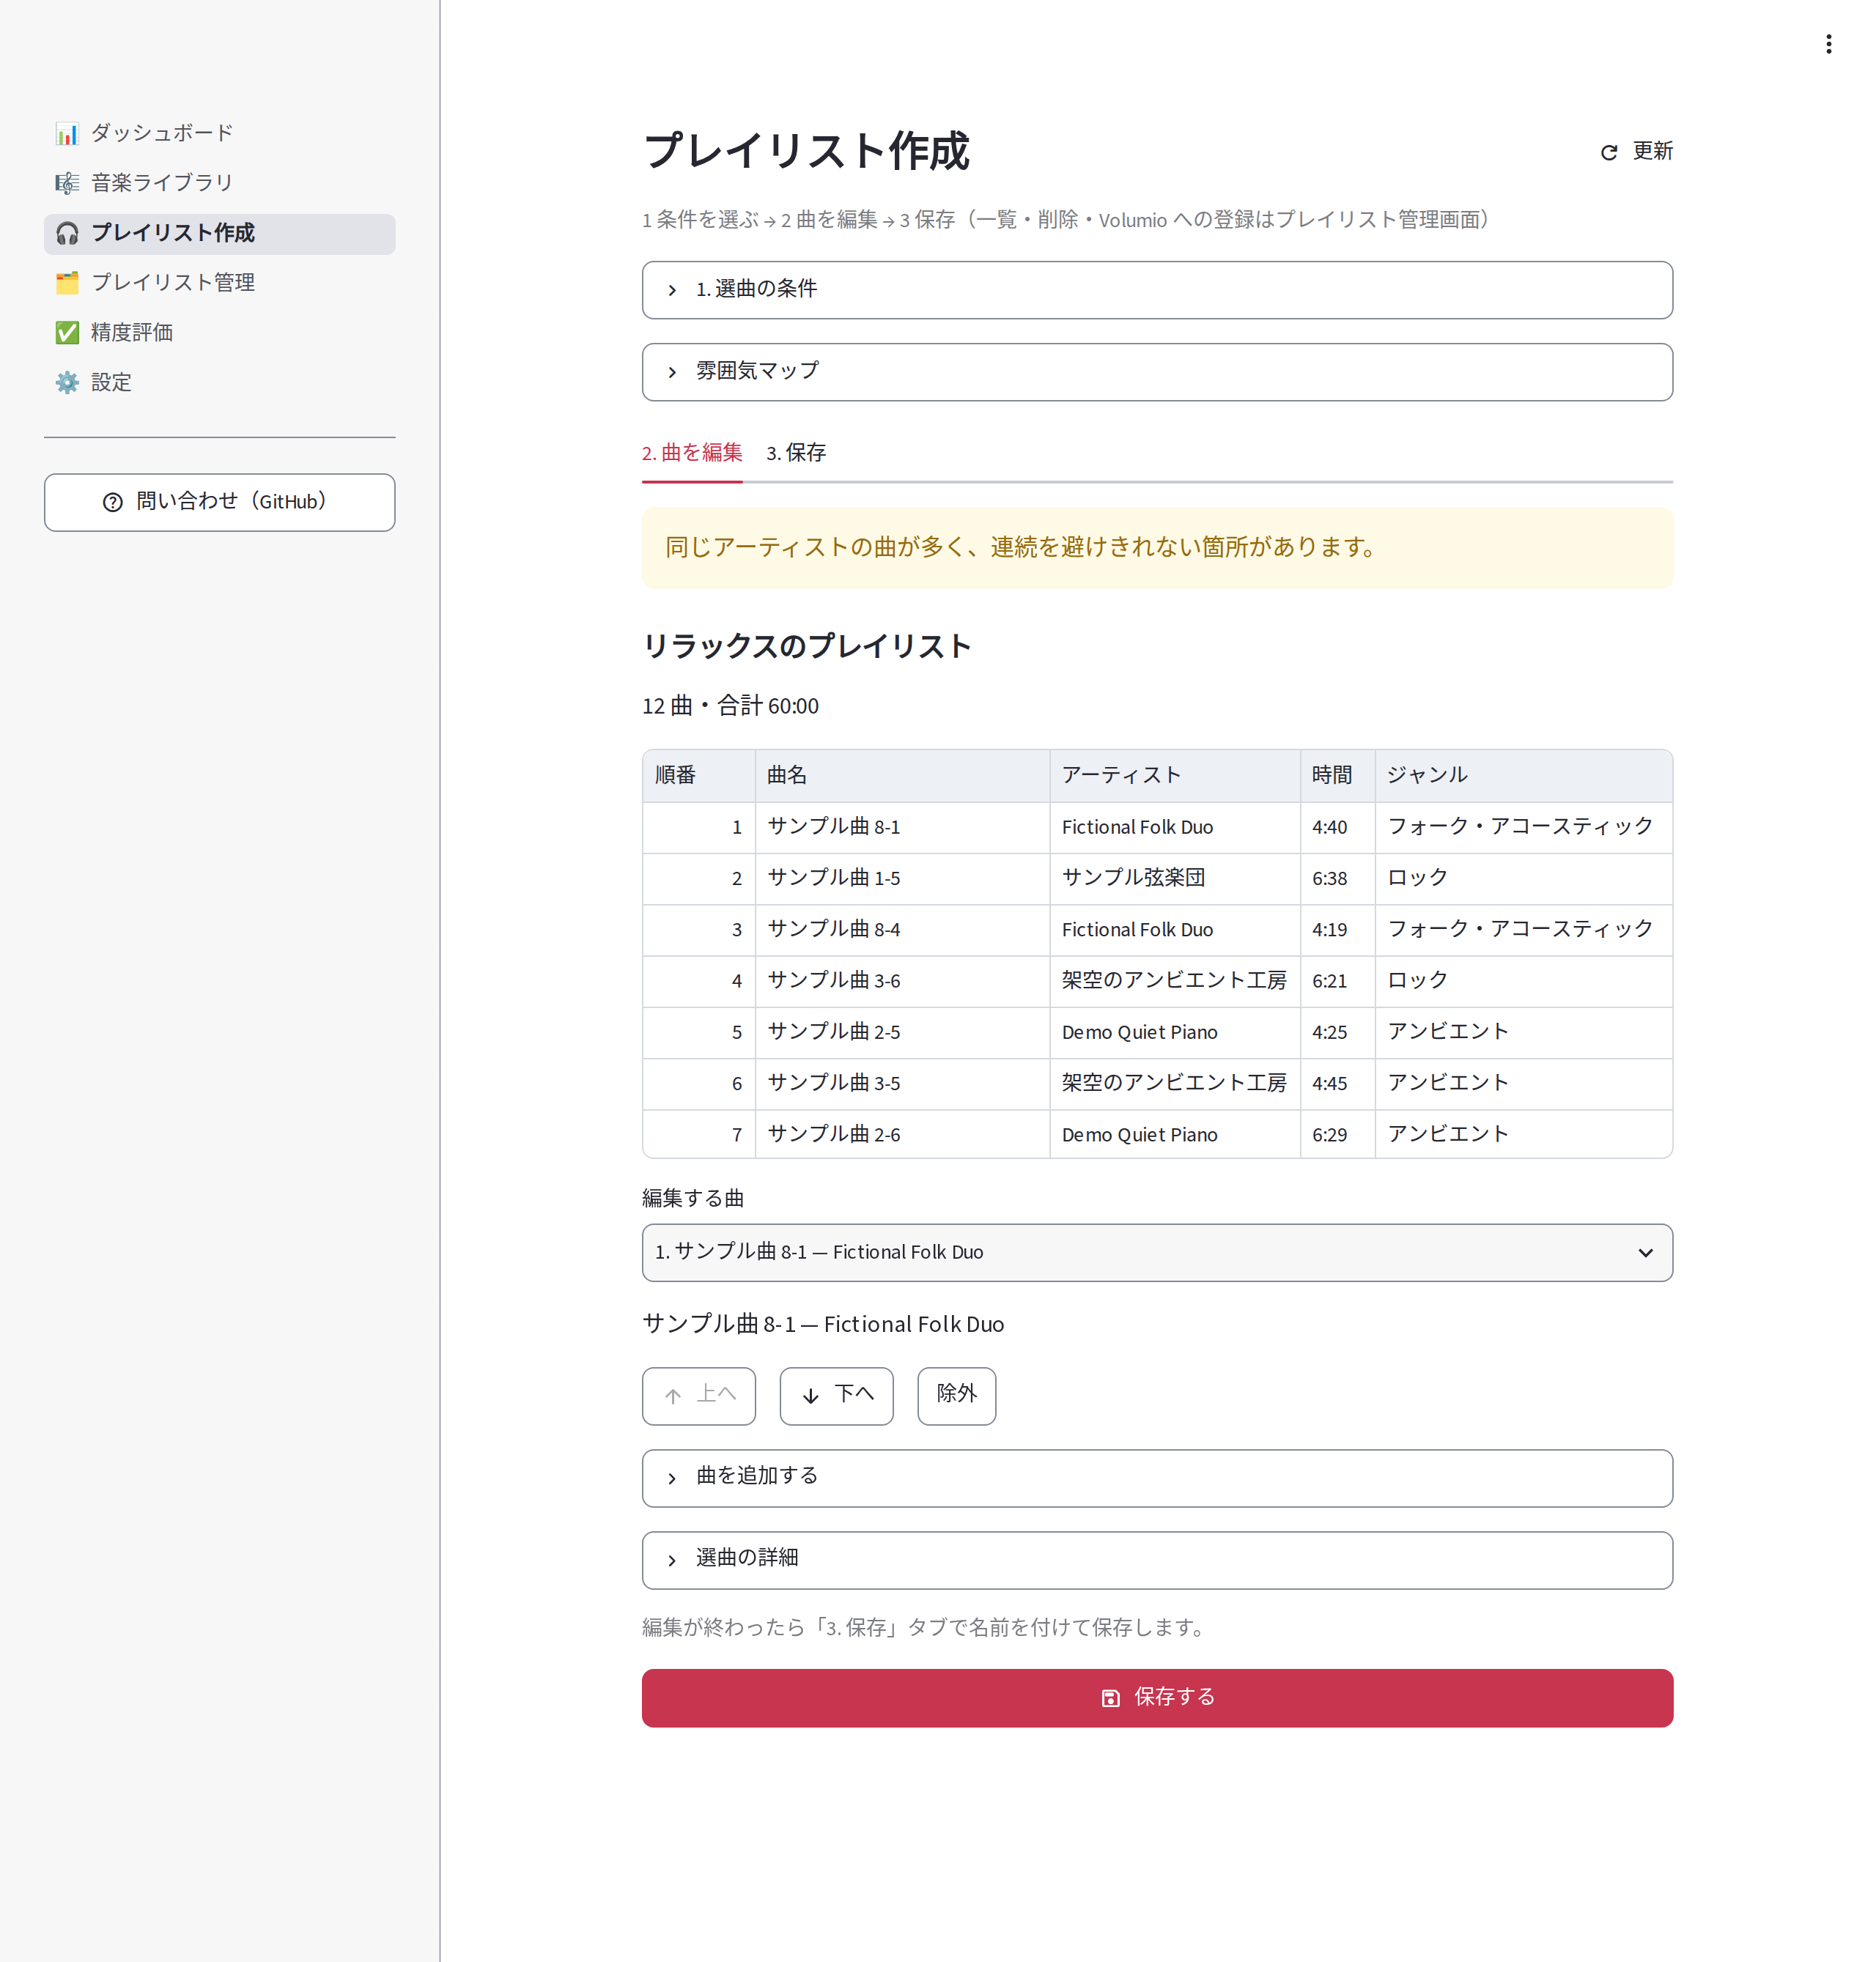 ダッシュボード
音楽ライブラリ
プレイリスト作成
プレイリスト管理
精度評価
設定
問い合わせ（GitHub）
プレイリスト作成
更新
1 条件を選ぶ → 2 曲を編集 → 3 保存（一覧・削除・Volumio への登録はプレイリスト管理画面）
1. 選曲の条件
雰囲気マップ
2. 曲を編集 3. 保存
同じアーティストの曲が多く、連続を避けきれない箇所があります。
リラックスのプレイリスト
12 曲・合計 60:00
順番 曲名 アーティスト 時間 ジャンル
1 サンプル曲 8-1 Fictional Folk Duo 4:40 フォーク・アコースティック
2 サンプル曲 1-5 サンプル弦楽団 6:38 ロック
3 サンプル曲 8-4 Fictional Folk Duo 4:19 フォーク・アコースティック
4 サンプル曲 3-6 架空のアンビエント工房 6:21 ロック
5 サンプル曲 2-5 Demo Quiet Piano 4:25 アンビエント
6 サンプル曲 3-5 架空のアンビエント工房 4:45 アンビエント
7 サンプル曲 2-6 Demo Quiet Piano 6:29 アンビエント
編集する曲
1. サンプル曲 8-1 — Fictional Folk Duo
サンプル曲 8-1 — Fictional Folk Duo
↑ 上へ ↓ 下へ 除外
曲を追加する
選曲の詳細
編集が終わったら「3. 保存」タブで名前を付けて保存します。
保存する